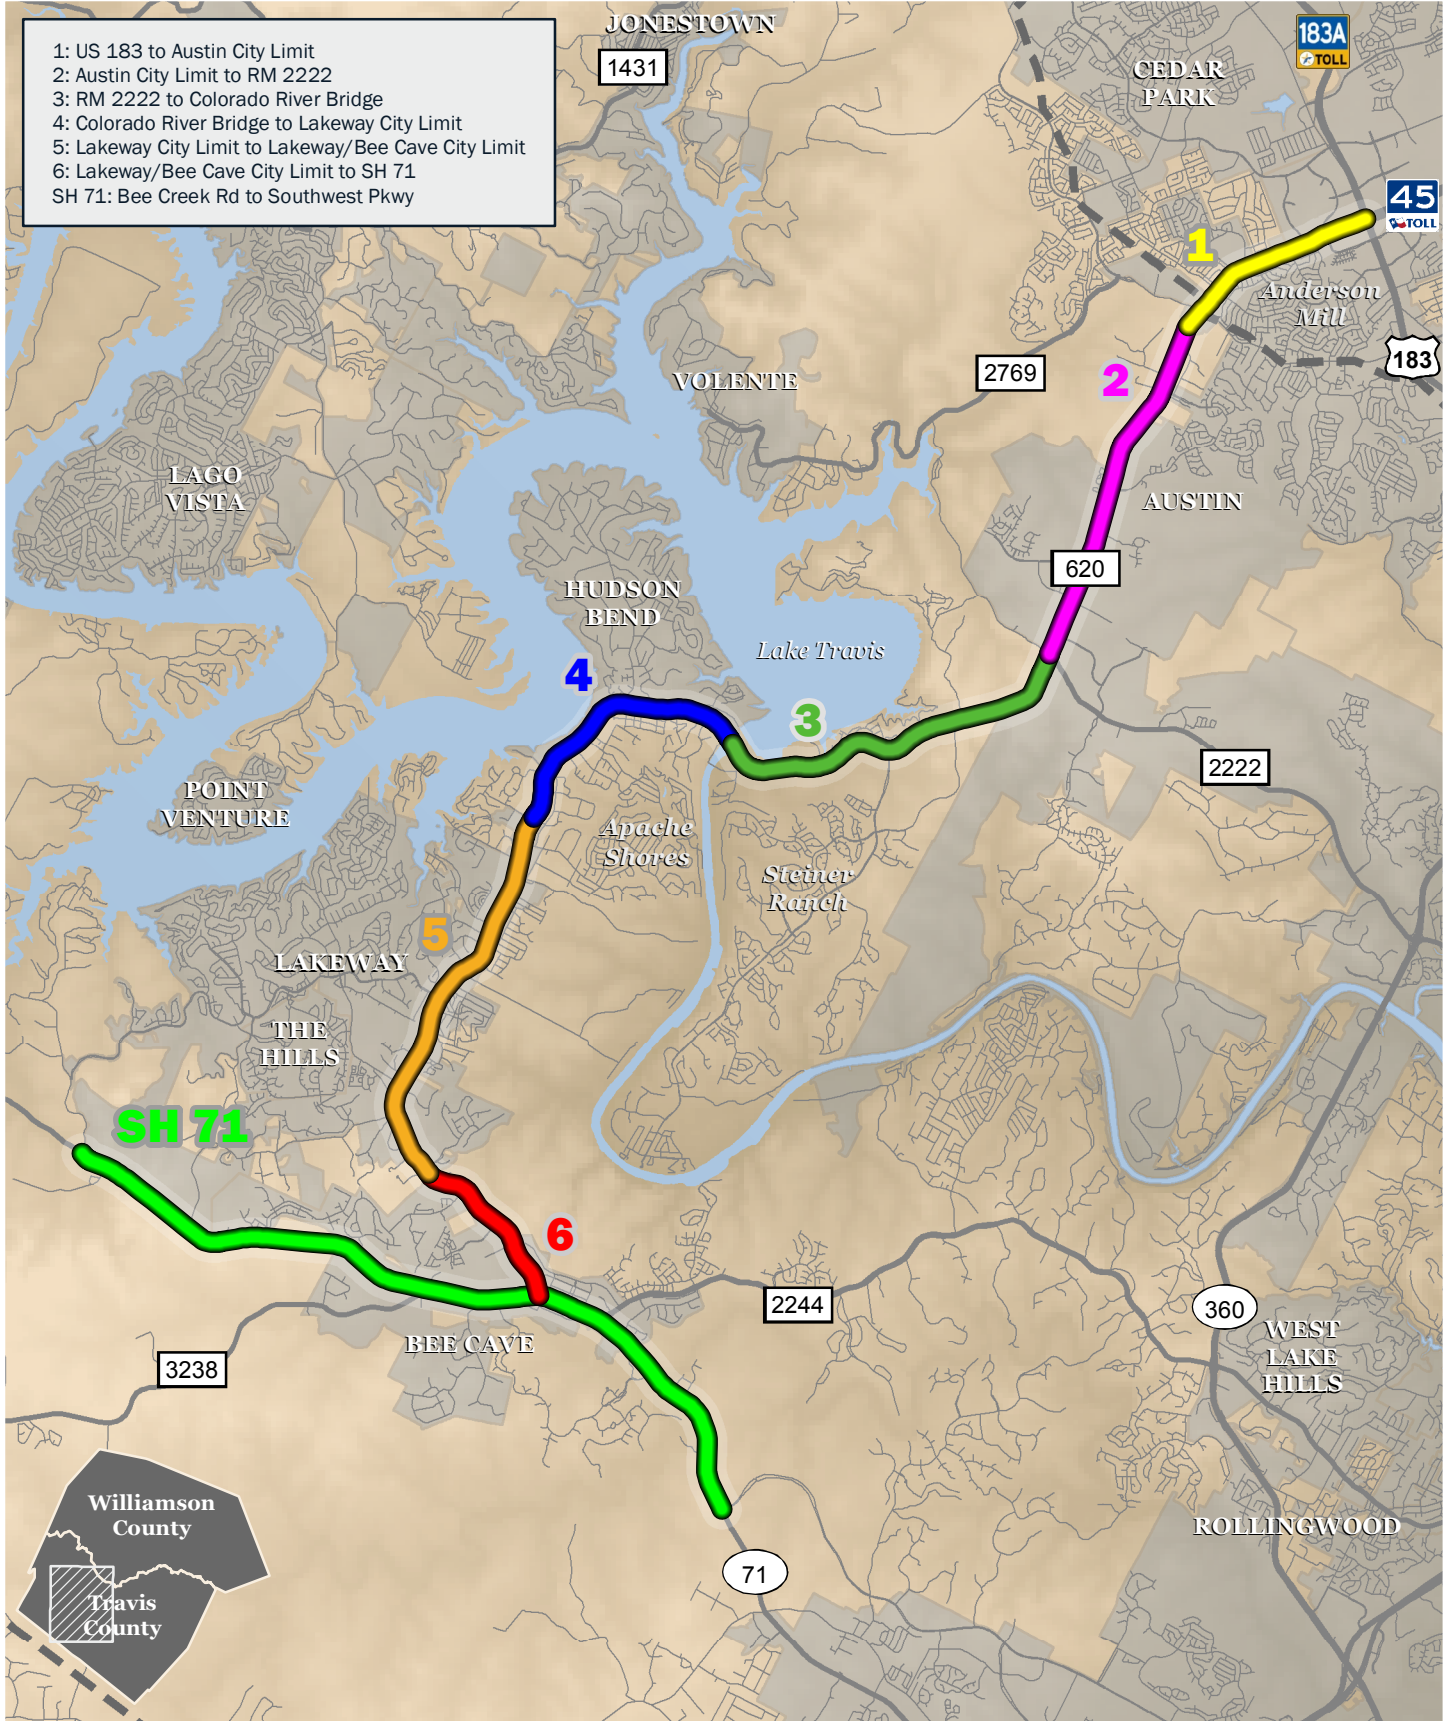 1: US 183 to Austin City Limit
2: Austin City Limit to RM 2222
3: RM 2222 to Colorado River Bridge
4: Colorado River Bridge to Lakeway City Limit
5: Lakeway City Limit to Lakeway/Bee Cave City Limit
6: Lakeway/Bee Cave City Limit to SH 71
SH 71: Bee Creek Rd to Southwest Pkwy
JONESTOWN
1431
183A
TOLL
CEDAR
PARK
45
TOLL
1
Anderson
Mill
183
2769
2
VOLENTE
LAGO
VISTA
AUSTIN
620
HUDSON
BEND
Lake Travis
4
3
2222
POINT
VENTURE
Apache
Shores
Steiner
Ranch
5
LAKEWAY
THE
HILLS
SH 71
6
2244
360
BEE CAVE
WEST
LAKE
HILLS
3238
Williamson
County
ROLLINGWOOD
71
Travis
County